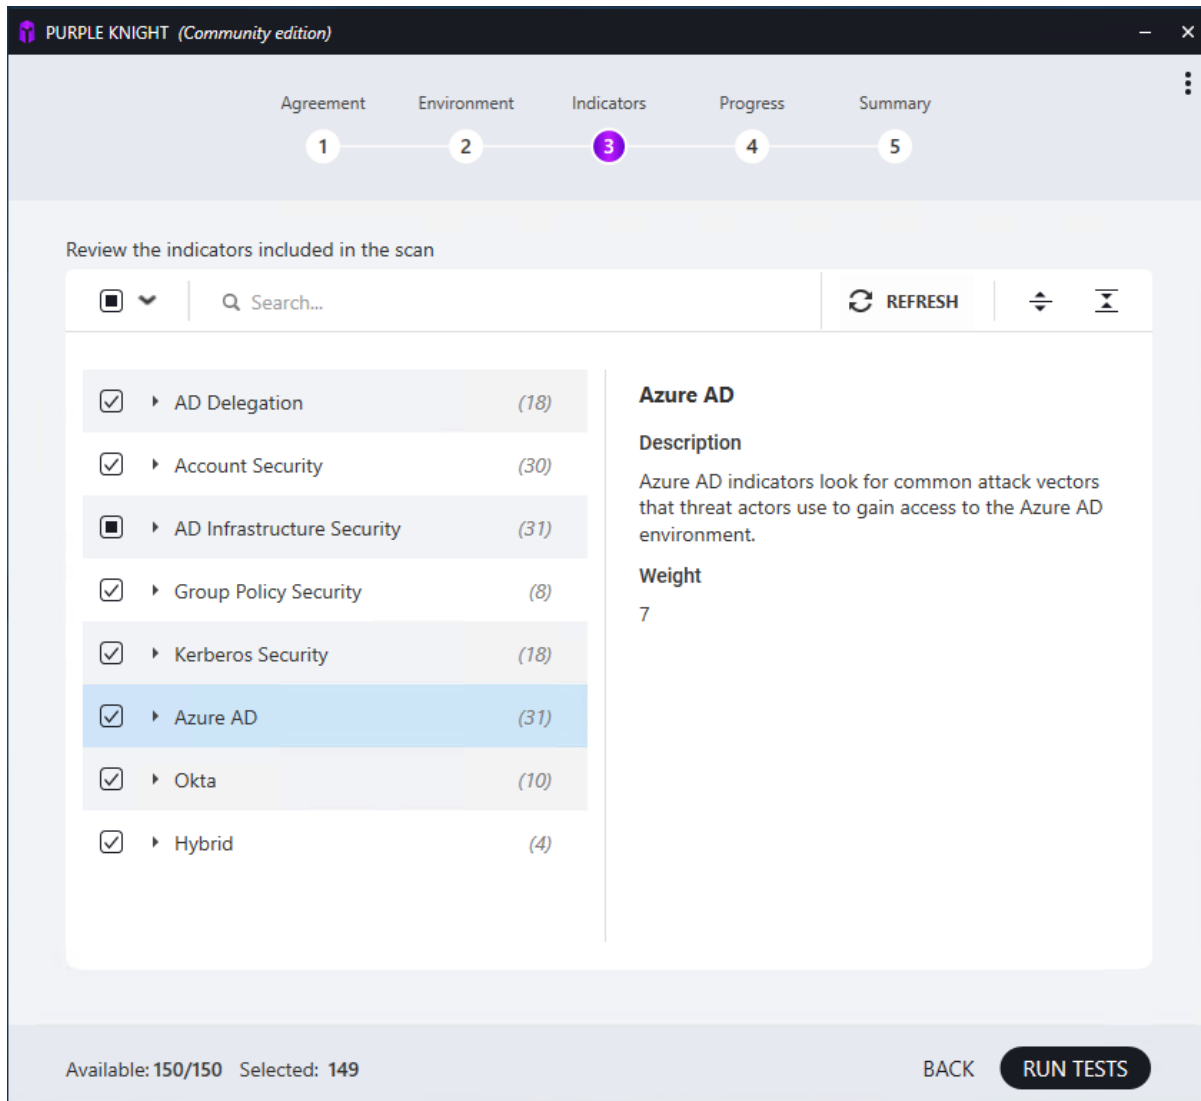 PURPLE KNIGHT (Community edition)
Agreement Environment Indicators Progress Summary
1 2 3 4 5
Review the indicators included in the scan
Search... REFRESH
AD Delegation (18)
Account Security (30)
AD Infrastructure Security (31)
Group Policy Security (8)
Kerberos Security (18)
Azure AD (31)
Okta (10)
Hybrid (4)
Azure AD
Description
Azure AD indicators look for common attack vectors
that threat actors use to gain access to the Azure AD
environment.
Weight
7
Available: 150/150 Selected: 149 BACK RUN TESTS